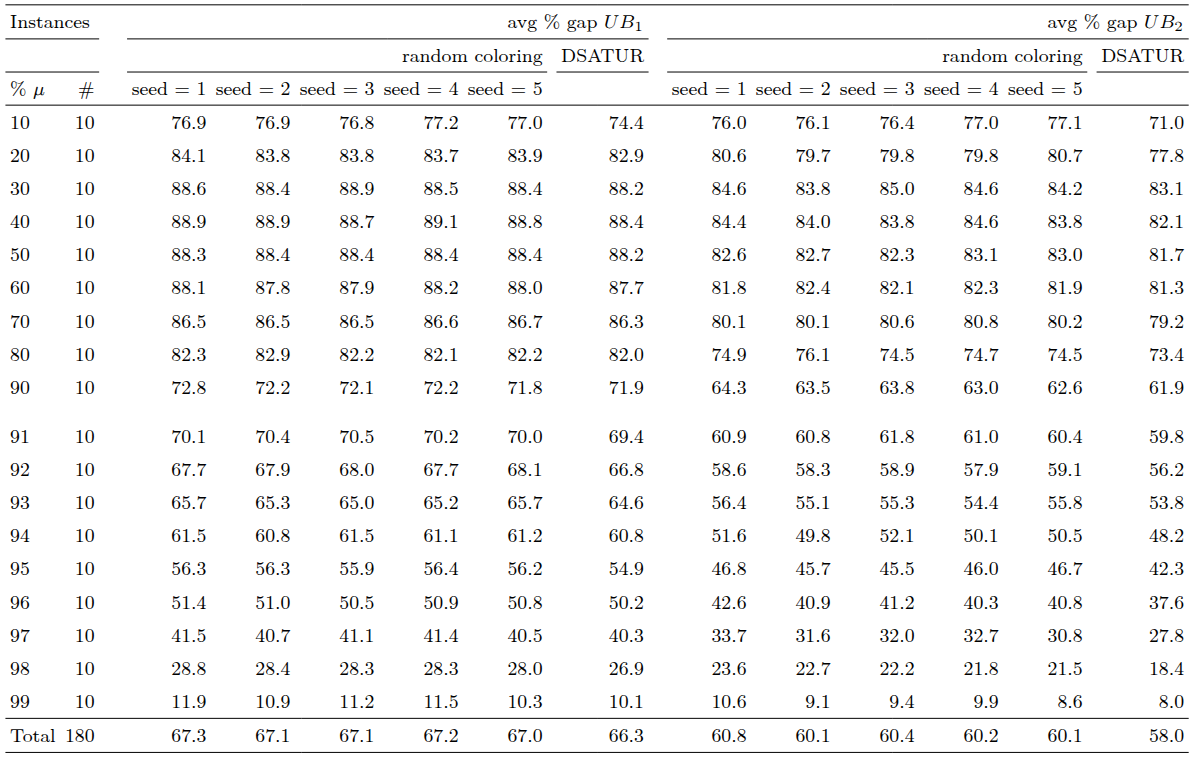 Instances avg % gap UB₁ avg % gap UB₂
random coloring DSATUR random coloring DSATUR
% μ # seed = 1 seed = 2 seed = 3 seed = 4 seed = 5 seed = 1 seed = 2 seed = 3 seed = 4 seed = 5
10 10 76.9 76.9 76.8 77.2 77.0 74.4 76.0 76.1 76.4 77.0 77.1 71.0
20 10 84.1 83.8 83.8 83.7 83.9 82.9 80.6 79.7 79.8 79.8 80.7 77.8
30 10 88.6 88.4 88.9 88.5 88.4 88.2 84.6 83.8 85.0 84.6 84.2 83.1
40 10 88.9 88.9 88.7 89.1 88.8 88.4 84.4 84.0 83.8 84.6 83.8 82.1
50 10 88.3 88.4 88.4 88.4 88.4 88.2 82.6 82.7 82.3 83.1 83.0 81.7
60 10 88.1 87.8 87.9 88.2 88.0 87.7 81.8 82.4 82.1 82.3 81.9 81.3
70 10 86.5 86.5 86.5 86.6 86.7 86.3 80.1 80.1 80.6 80.8 80.2 79.2
80 10 82.3 82.9 82.2 82.1 82.2 82.0 74.9 76.1 74.5 74.7 74.5 73.4
90 10 72.8 72.2 72.1 72.2 71.8 71.9 64.3 63.5 63.8 63.0 62.6 61.9
91 10 70.1 70.4 70.5 70.2 70.0 69.4 60.9 60.8 61.8 61.0 60.4 59.8
92 10 67.7 67.9 68.0 67.7 68.1 66.8 58.6 58.3 58.9 57.9 59.1 56.2
93 10 65.7 65.3 65.0 65.2 65.7 64.6 56.4 55.1 55.3 54.4 55.8 53.8
94 10 61.5 60.8 61.5 61.1 61.2 60.8 51.6 49.8 52.1 50.1 50.5 48.2
95 10 56.3 56.3 55.9 56.4 56.2 54.9 46.8 45.7 45.5 46.0 46.7 42.3
96 10 51.4 51.0 50.5 50.9 50.8 50.2 42.6 40.9 41.2 40.3 40.8 37.6
97 10 41.5 40.7 41.1 41.4 40.5 40.3 33.7 31.6 32.0 32.7 30.8 27.8
98 10 28.8 28.4 28.3 28.3 28.0 26.9 23.6 22.7 22.2 21.8 21.5 18.4
99 10 11.9 10.9 11.2 11.5 10.3 10.1 10.6 9.1 9.4 9.9 8.6 8.0
Total 180 67.3 67.1 67.1 67.2 67.0 66.3 60.8 60.1 60.4 60.2 60.1 58.0